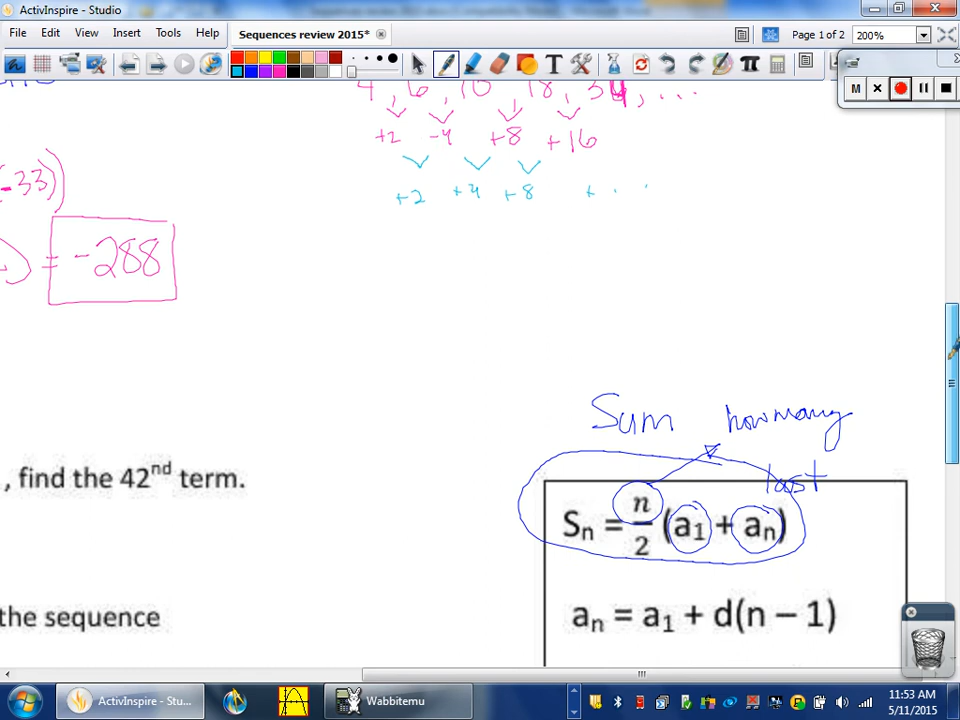 ActivInspire - Studio
File Edit View Insert Tools Help
Sequences review 2015*
Page 1 of 2
200%
M
4, 6, 10, 18, 34, ...
+2 -4 +8 +16
+2 +4 +8 + . .
-33))
) = -288
Sum how many
last
, find the 42nd term.
Sn = n/2 (a1 + an)
the sequence
an = a1 + d(n − 1)
ActivInspire - Stu...
Wabbitemu
11:53 AM
5/11/2015